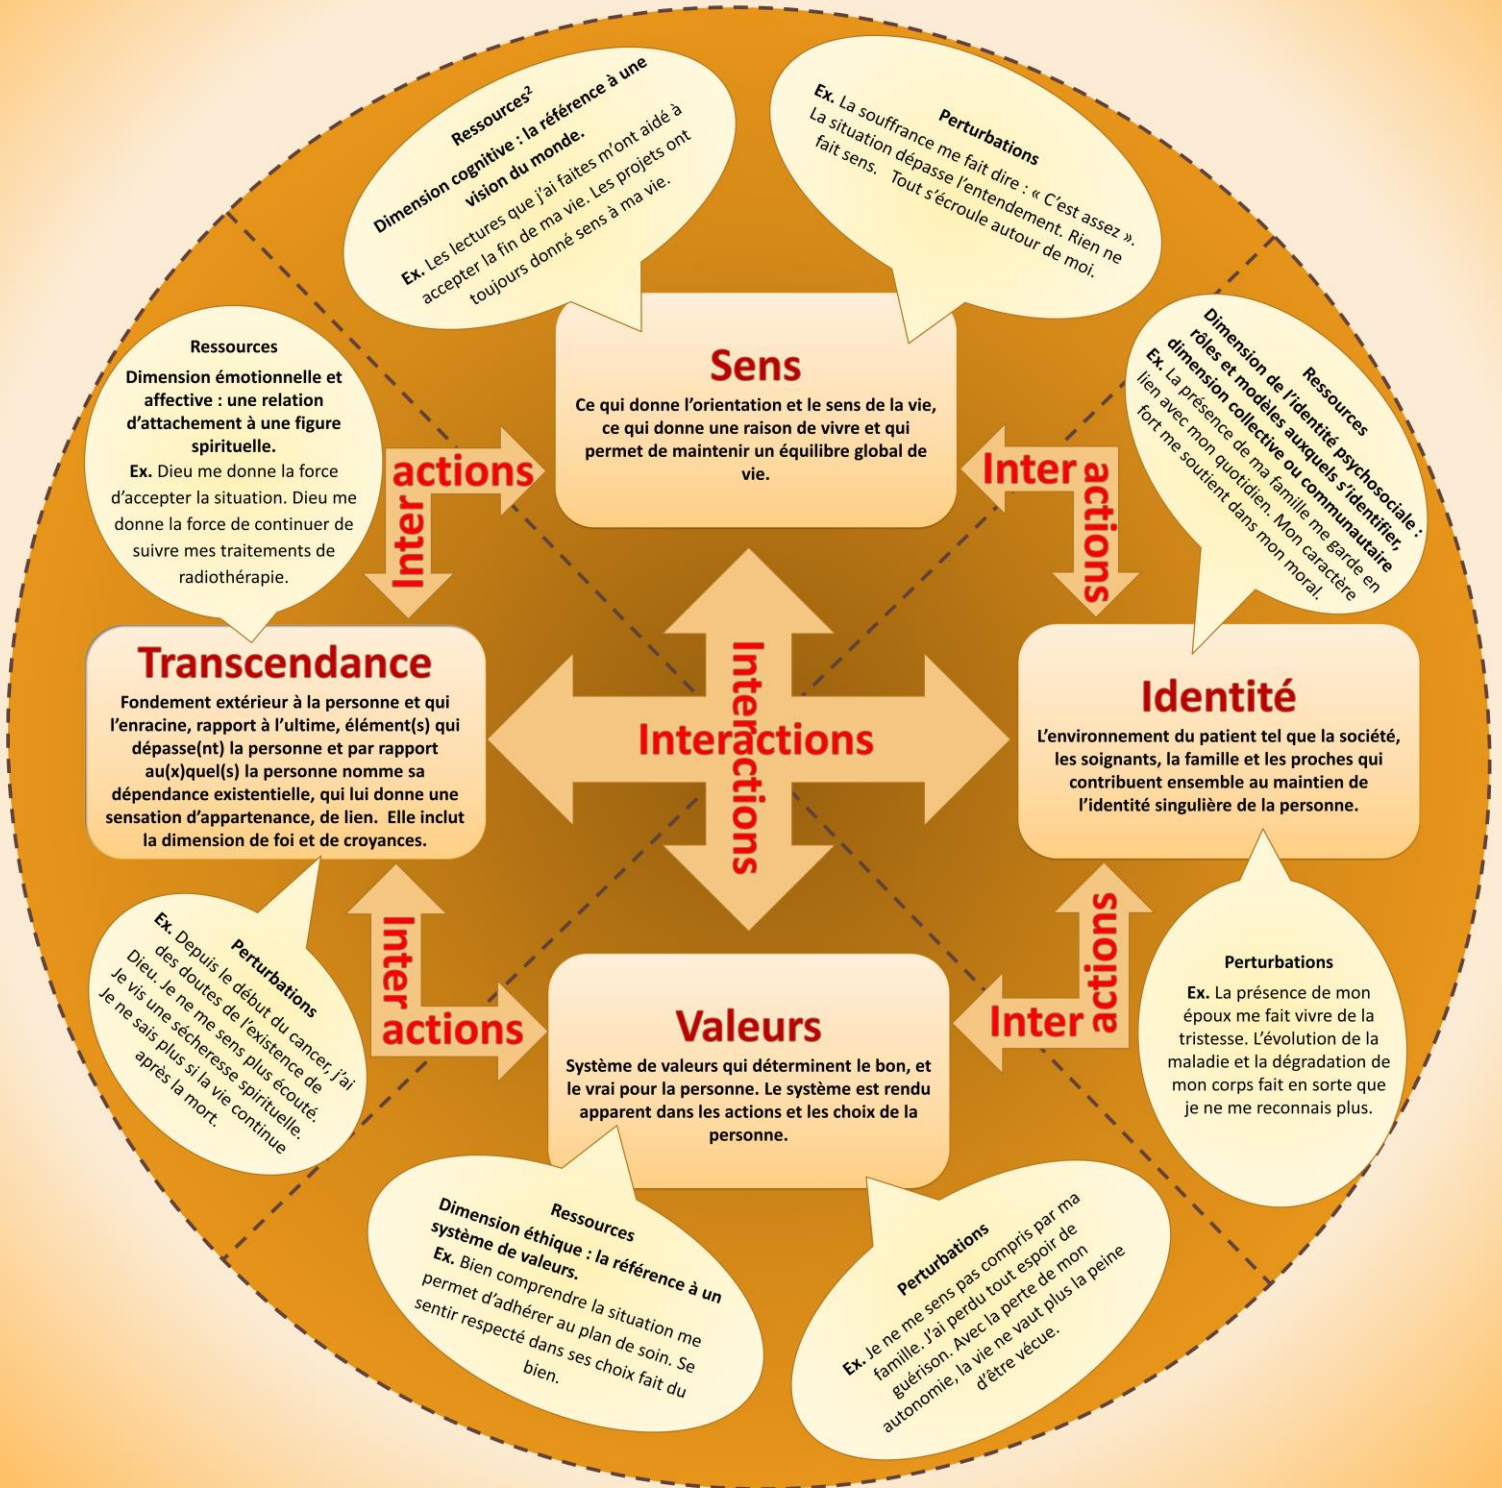 Ressources²
Dimension cognitive : la référence à une
vision du monde.
Ex. Les lectures que j’ai faites m’ont aidé à
accepter la fin de ma vie. Les projets ont
toujours donné sens à ma vie.
Perturbations
Ex. La souffrance me fait dire : « C’est assez ».
La situation dépasse l’entendement. Rien ne
fait sens. Tout s’écroule autour de moi.
Sens
Ce qui donne l’orientation et le sens de la vie,
ce qui donne une raison de vivre et qui
permet de maintenir un équilibre global de
vie.
Ressources
Dimension émotionnelle et
affective : une relation
d’attachement à une figure
spirituelle.
Ex. Dieu me donne la force
d’accepter la situation. Dieu me
donne la force de continuer de
suivre mes traitements de
radiothérapie.
Inter
actions
Inter
actions
Ressources
Dimension de l’identité psychosociale :
rôles et modèles auxquels s’identifier,
dimension collective ou communautaire
Ex. La présence de ma famille me garde en
lien avec mon quotidien. Mon caractère
fort me soutient dans mon moral.
Transcendance
Fondement extérieur à la personne et qui
l’enracine, rapport à l’ultime, élément(s) qui
dépasse(nt) la personne et par rapport
au(x)quel(s) la personne nomme sa
dépendance existentielle, qui lui donne une
sensation d’appartenance, de lien. Elle inclut
la dimension de foi et de croyances.
Interactions
Interactions
Identité
L’environnement du patient tel que la société,
les soignants, la famille et les proches qui
contribuent ensemble au maintien de
l’identité singulière de la personne.
Perturbations
Ex. Depuis le début du cancer, j’ai
des doutes de l’existence de
Dieu. Je ne me sens plus écouté.
Je vis une sécheresse spirituelle.
Je ne sais plus si la vie continue
après la mort.
Inter
actions
Inter
actions
Perturbations
Ex. La présence de mon
époux me fait vivre de la
tristesse. L’évolution de la
maladie et la dégradation de
mon corps fait en sorte que
je ne me reconnais plus.
Valeurs
Système de valeurs qui déterminent le bon, et
le vrai pour la personne. Le système est rendu
apparent dans les actions et les choix de la
personne.
Ressources
Dimension éthique : la référence à un
système de valeurs.
Ex. Bien comprendre la situation me
permet d’adhérer au plan de soin. Se
sentir respecté dans ses choix fait du
bien.
Perturbations
Ex. Je ne me sens pas compris par ma
famille. J’ai perdu tout espoir de
guérison. Avec la perte de mon
autonomie, la vie ne vaut plus la peine
d’être vécue.